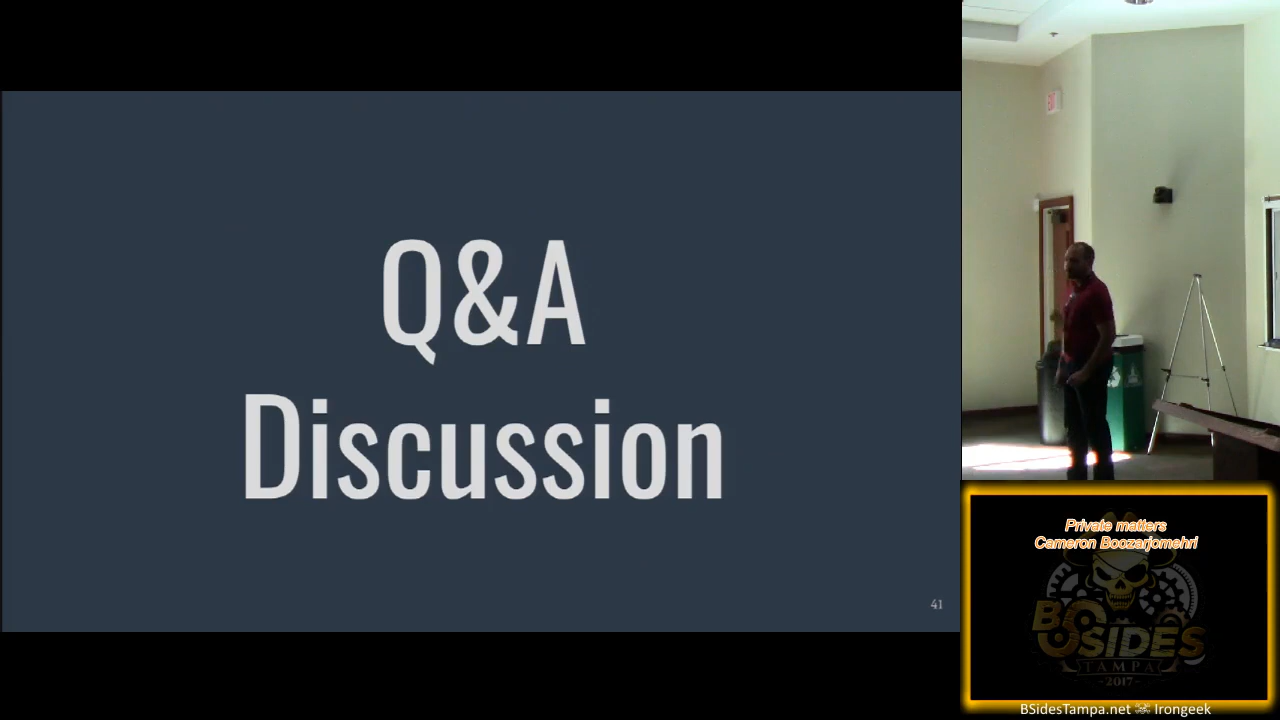 Q&A
Discussion
41
Private matters
Cameron Boozarjomehri
BSIDES
TAMPA
-2017-
BSidesTampa.net Irongeek